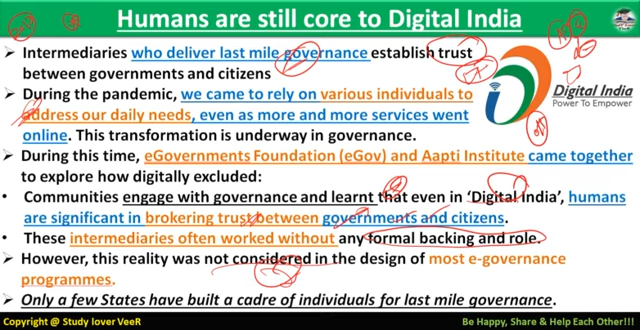 Humans are still core to Digital India
➢ Intermediaries who deliver last mile governance establish trust
between governments and citizens
➢ During the pandemic, we came to rely on various individuals to
address our daily needs, even as more and more services went
online. This transformation is underway in governance.
➢ During this time, eGovernments Foundation (eGov) and Aapti Institute came together
to explore how digitally excluded:
• Communities engage with governance and learnt that even in 'Digital India', humans
are significant in brokering trust between governments and citizens.
• These intermediaries often worked without any formal backing and role.
➢ However, this reality was not considered in the design of most e-governance
programmes.
➢ Only a few States have built a cadre of individuals for last mile governance.
Digital India
Power To Empower
Copyright @ Study lover VeeR
Be Happy, Share & Help Each Other!!!